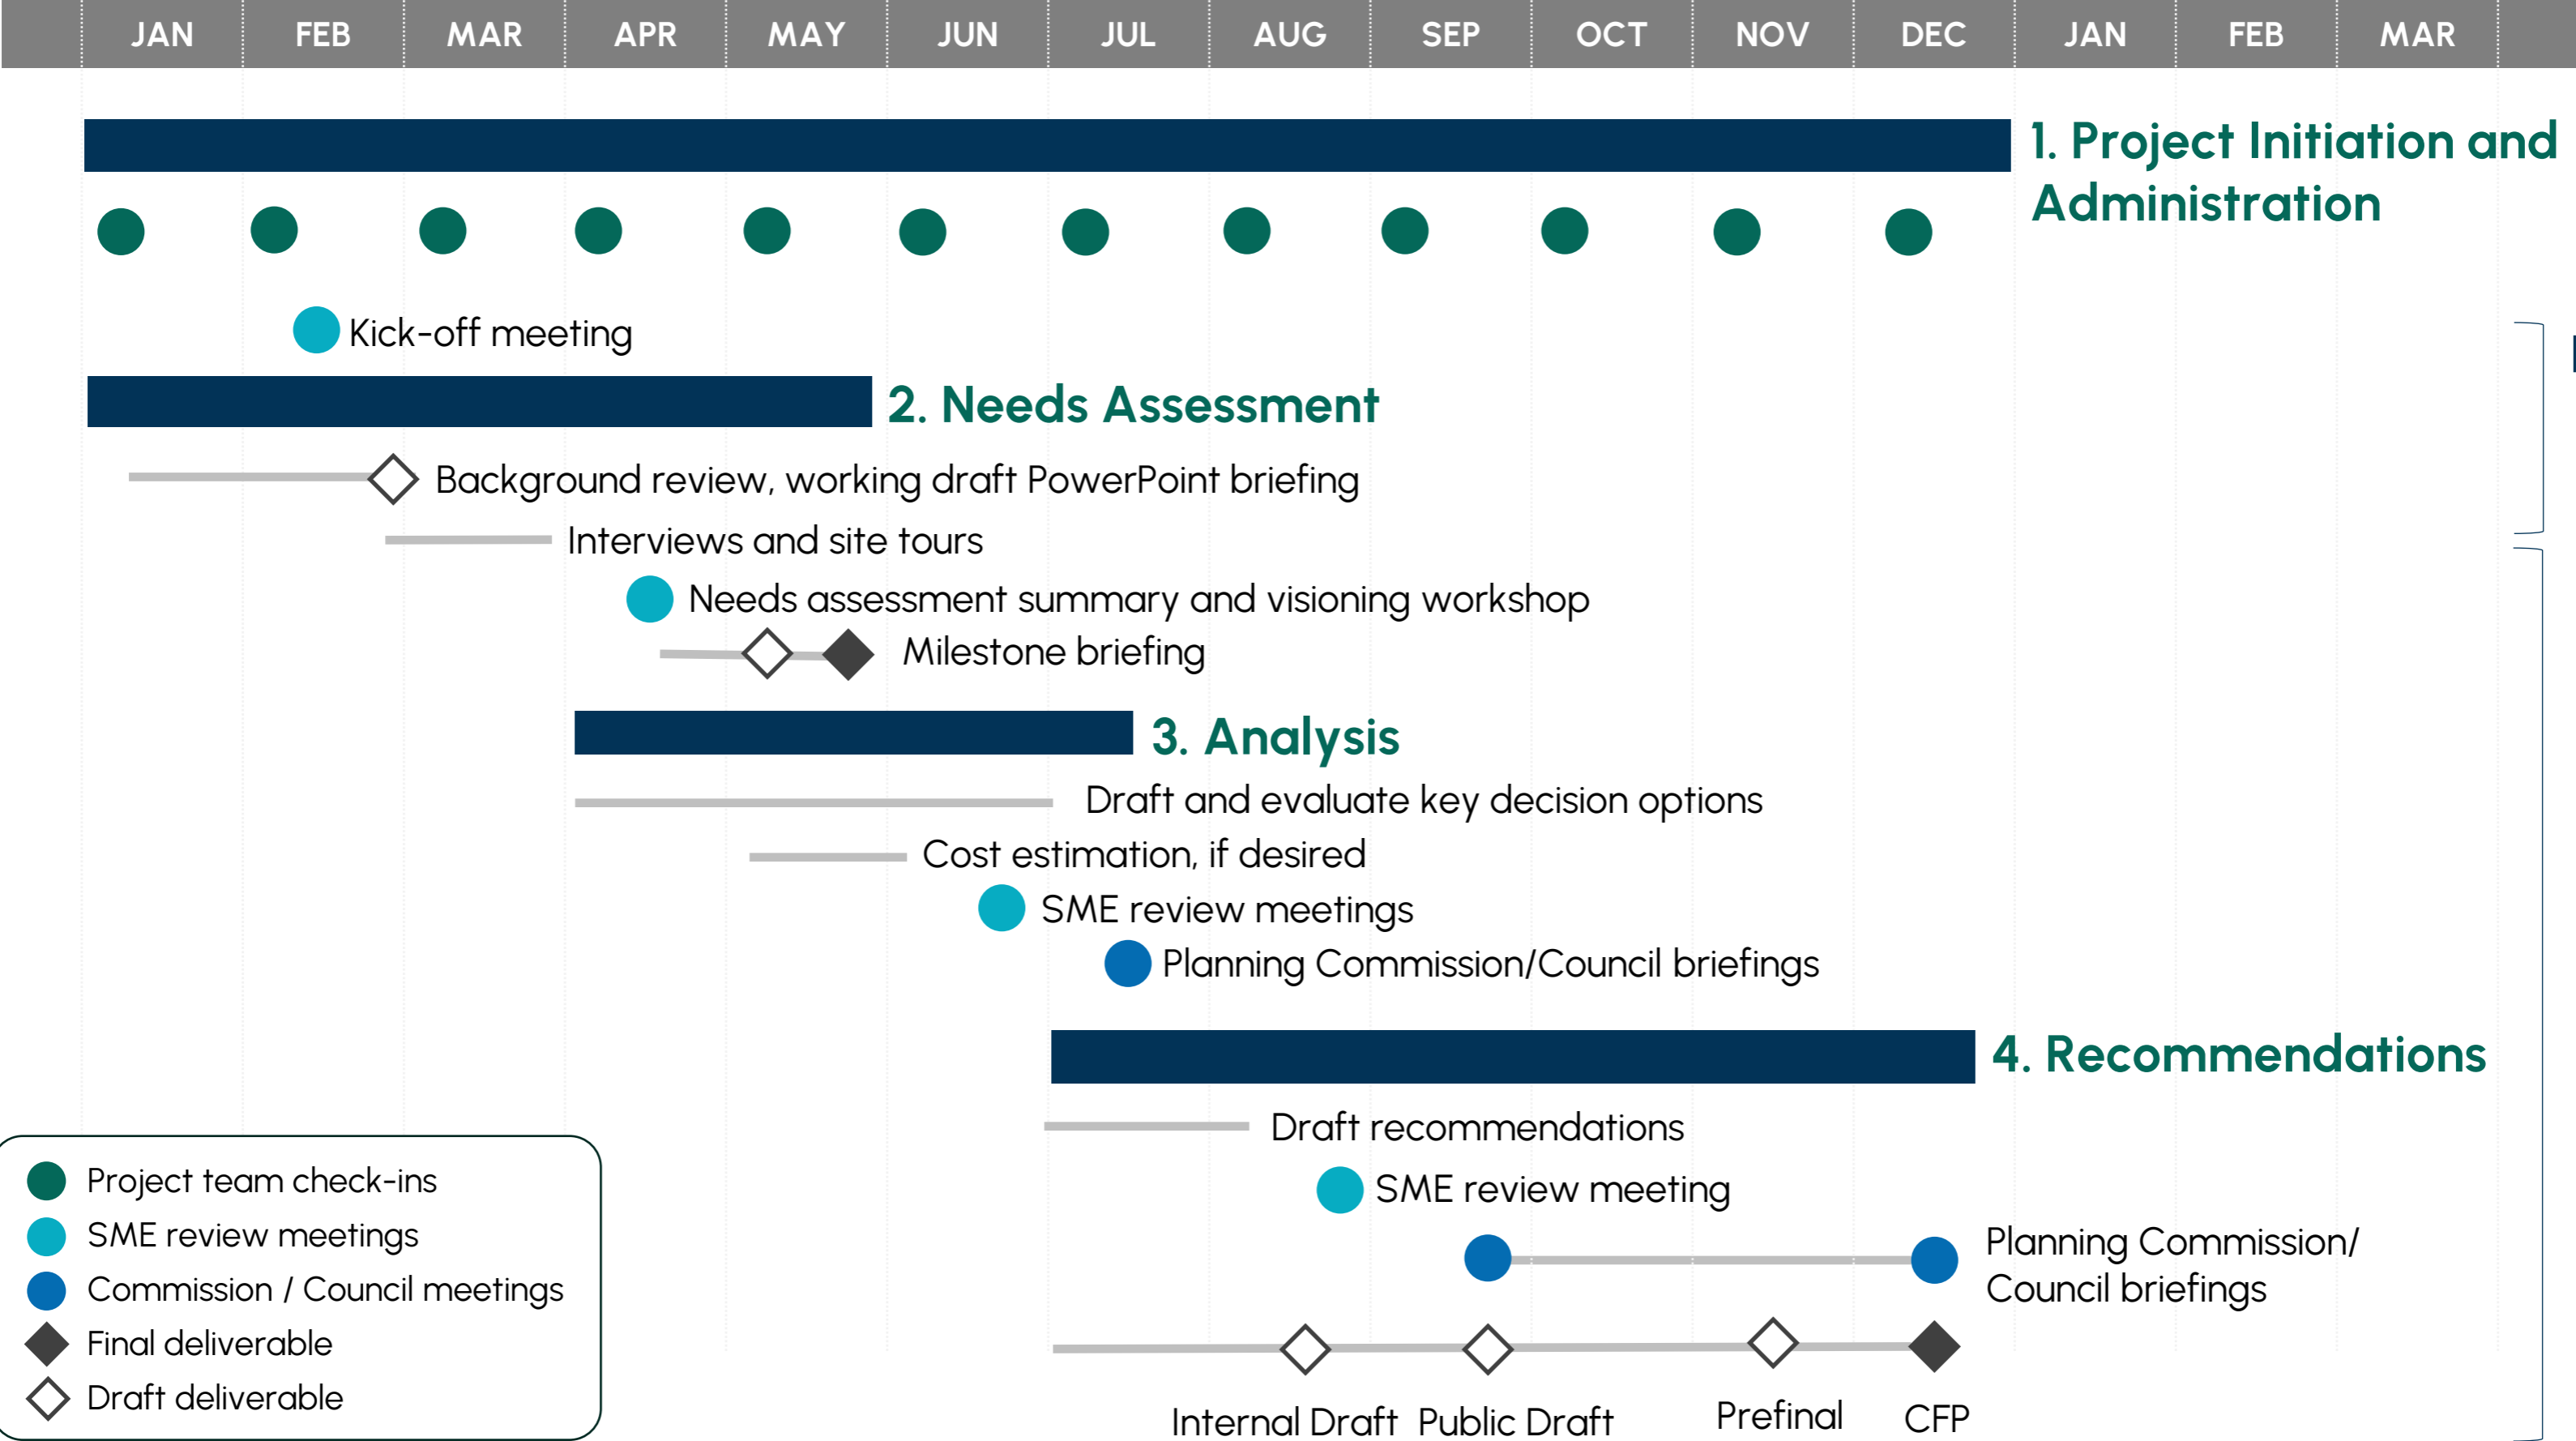 JAN FEB MAR APR MAY JUN JUL AUG SEP OCT NOV DEC JAN FEB MAR
1. Project Initiation and
Administration
Kick-off meeting
2. Needs Assessment
Background review, working draft PowerPoint briefing
Interviews and site tours
Needs assessment summary and visioning workshop
Milestone briefing
3. Analysis
Draft and evaluate key decision options
Cost estimation, if desired
SME review meetings
Planning Commission/Council briefings
4. Recommendations
Draft recommendations
SME review meeting
Planning Commission/
Council briefings
Internal Draft Public Draft Prefinal CFP
Project team check-ins
SME review meetings
Commission / Council meetings
Final deliverable
Draft deliverable